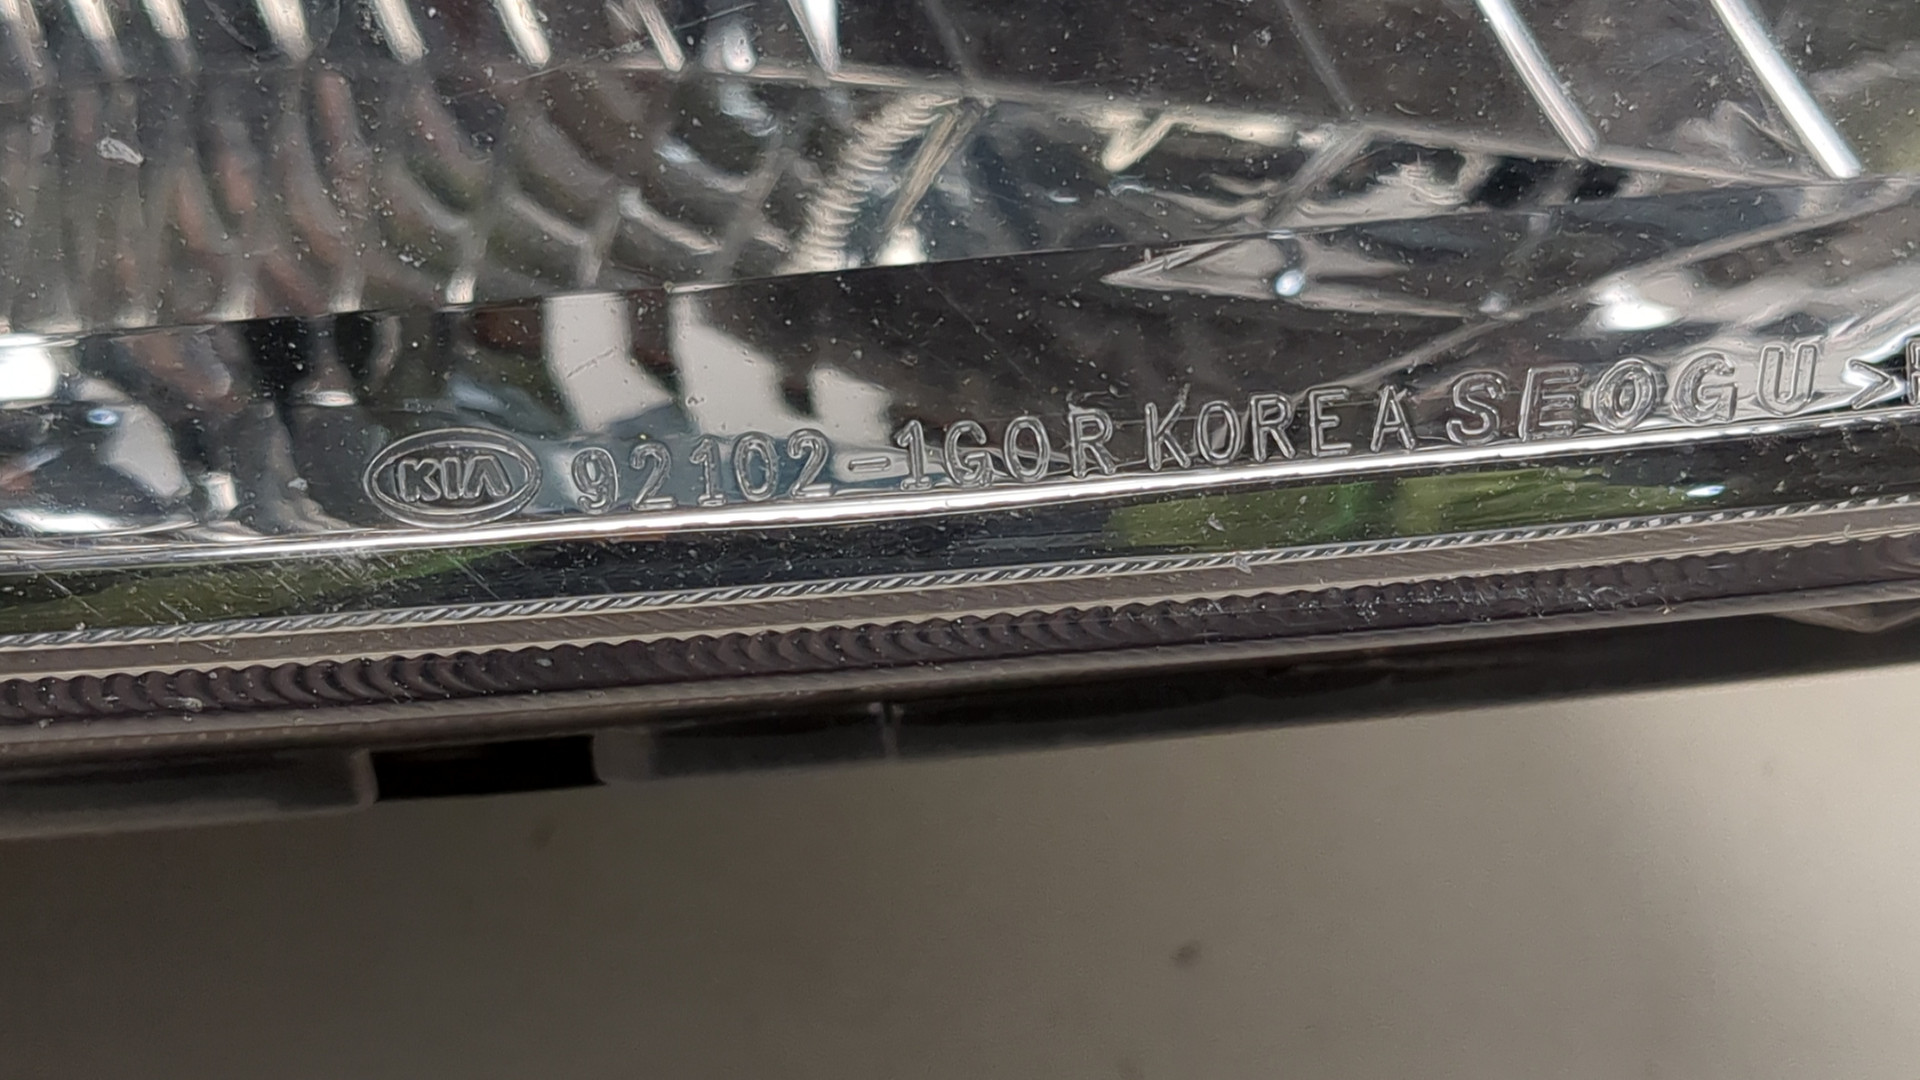 KIA 92102-1G0R KOREA SEOGU >